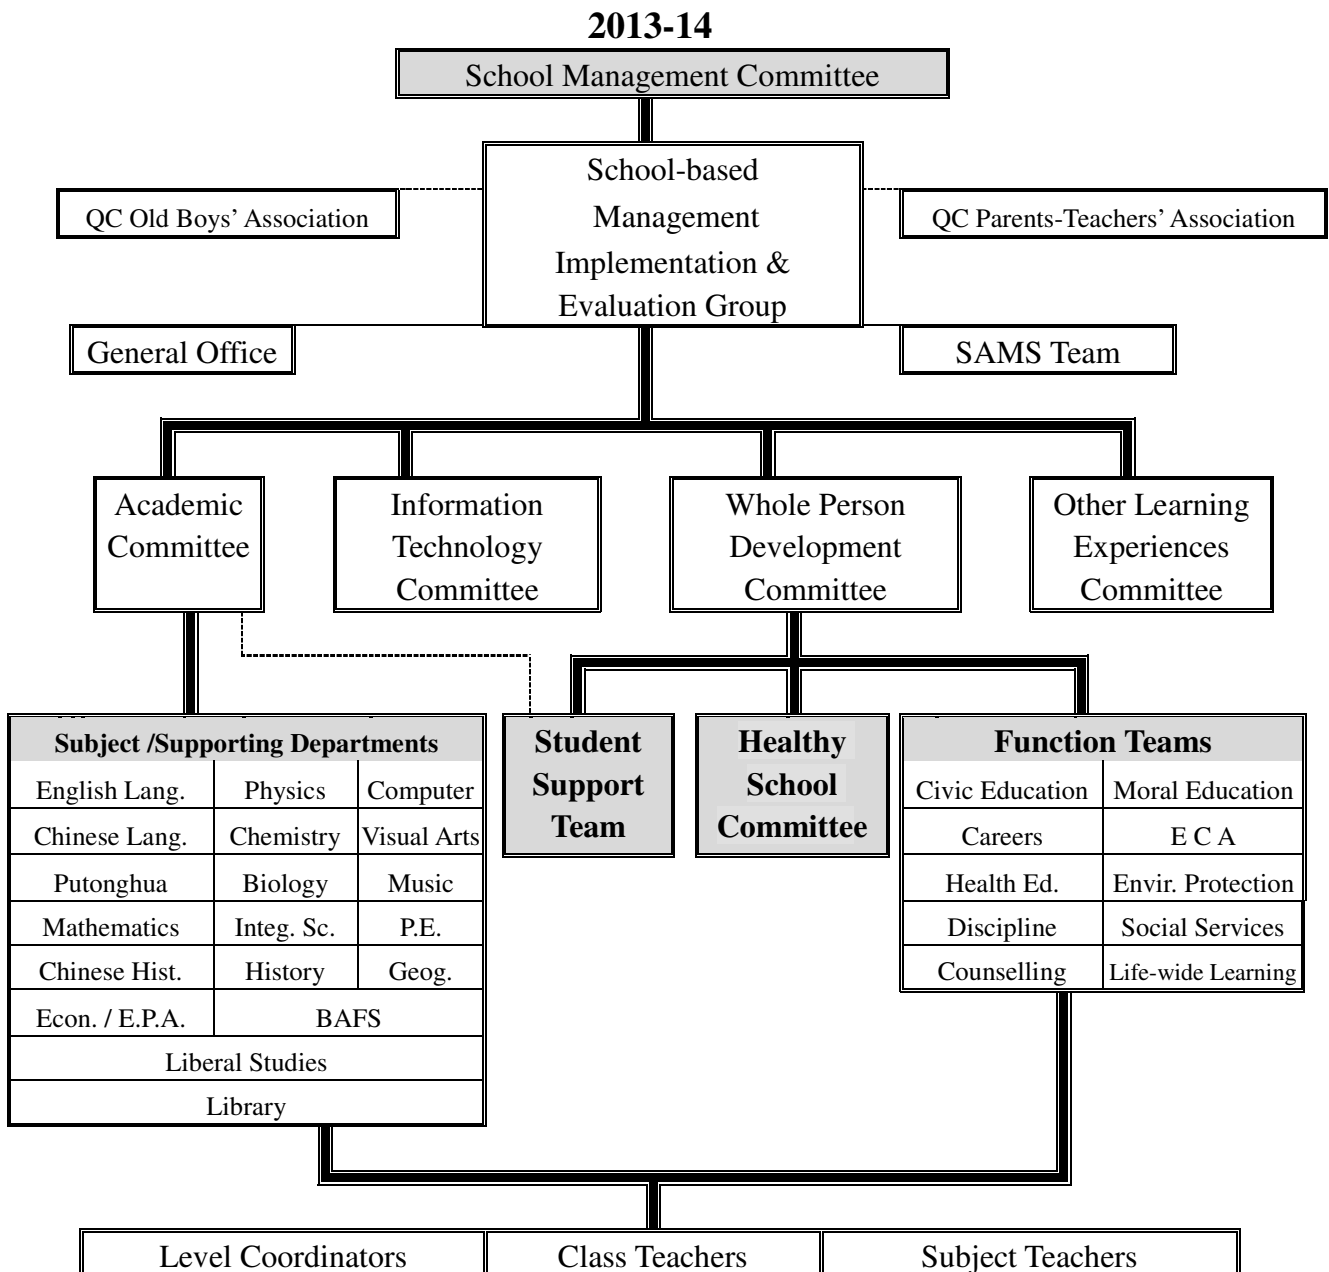 2013-14
School Management Committee
School-based
Management
Implementation &
Evaluation Group
QC Old Boys' Association
QC Parents-Teachers' Association
General Office
SAMS Team
Academic
Committee
Information
Technology
Committee
Whole Person
Development
Committee
Other Learning
Experiences
Committee
Subject /Supporting Departments
English Lang.
Physics
Computer
Chinese Lang.
Chemistry
Visual Arts
Putonghua
Biology
Music
Mathematics
Integ. Sc.
P.E.
Chinese Hist.
History
Geog.
Econ. / E.P.A.
BAFS
Liberal Studies
Library
Student
Support
Team
Healthy
School
Committee
Function Teams
Civic Education
Moral Education
Careers
E C A
Health Ed.
Envir. Protection
Discipline
Social Services
Counselling
Life-wide Learning
Level Coordinators
Class Teachers
Subject Teachers